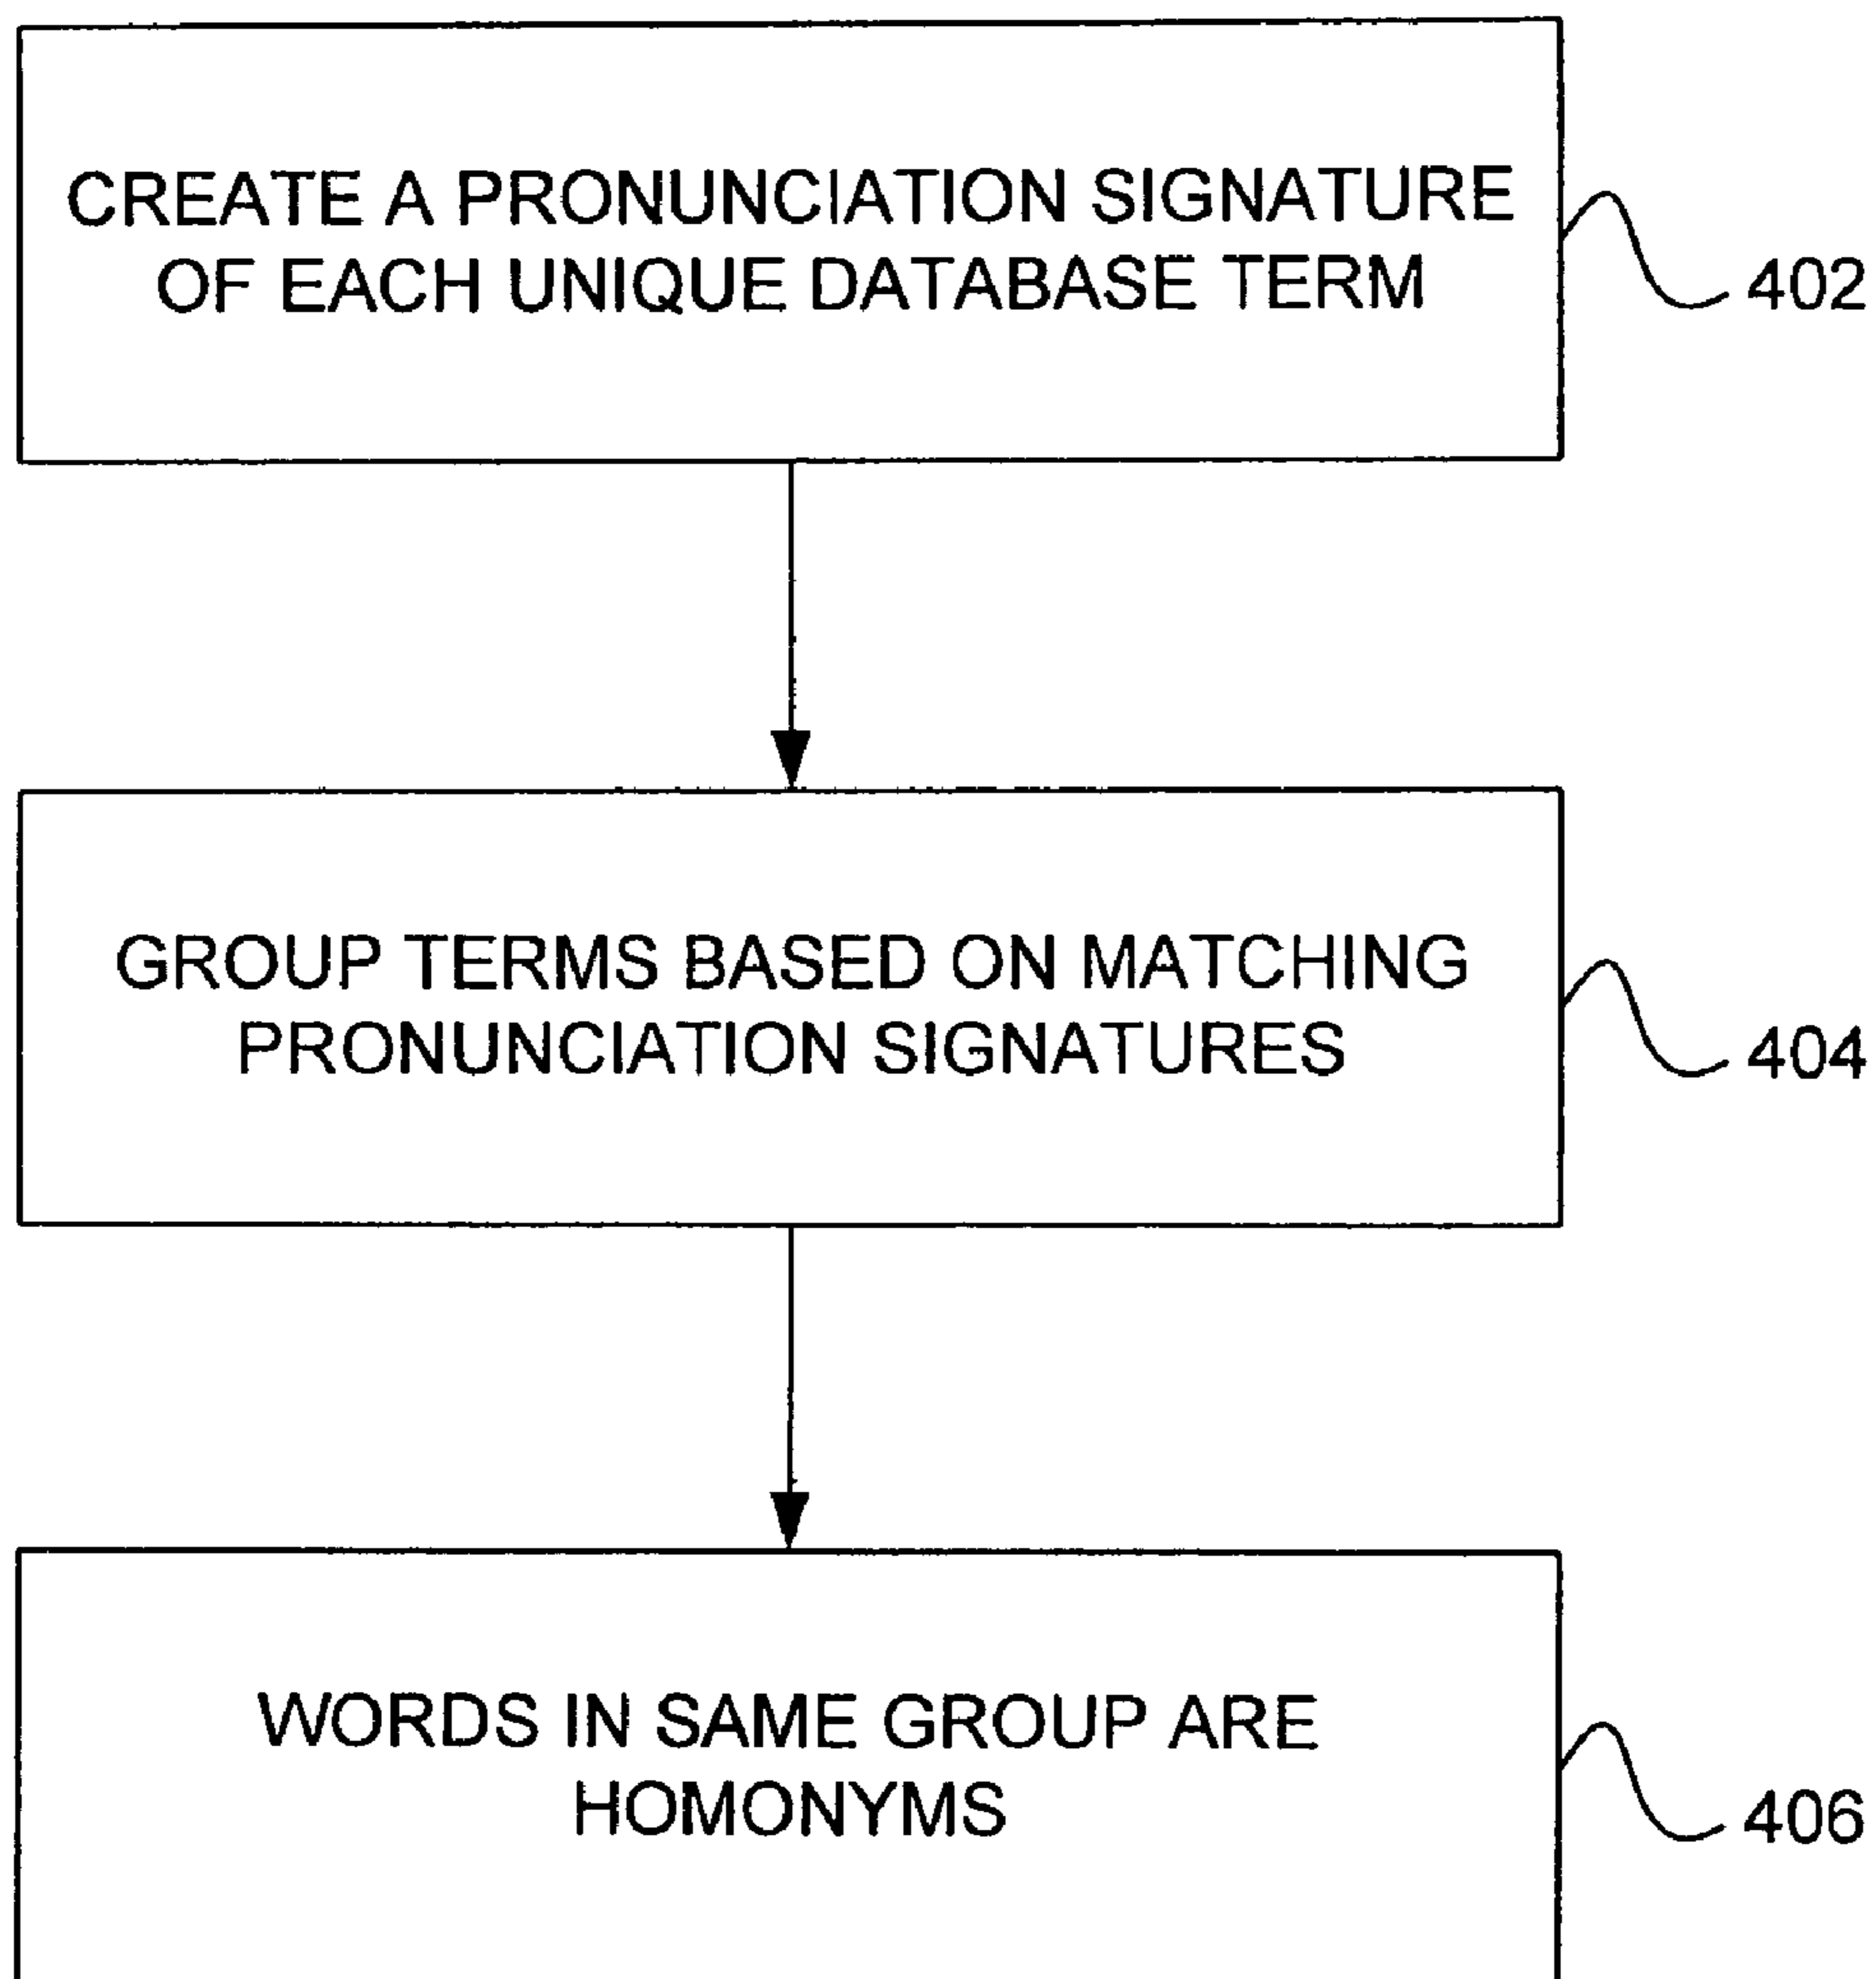 CREATE A PRONUNCIATION SIGNATURE
OF EACH UNIQUE DATABASE TERM
402
GROUP TERMS BASED ON MATCHING
PRONUNCIATION SIGNATURES
404
WORDS IN SAME GROUP ARE
HOMONYMS
406